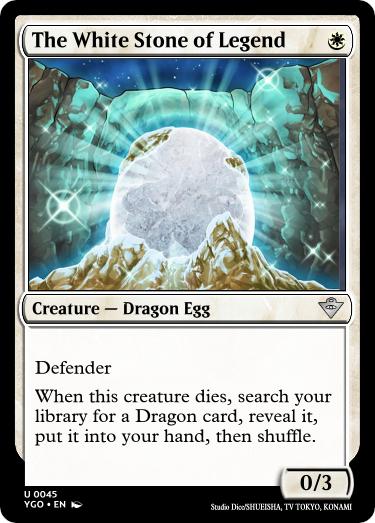 The White Stone of Legend
Creature — Dragon Egg
Defender
When this creature dies, search your
library for a Dragon card, reveal it,
put it into your hand, then shuffle.
0/3
U 0045
YGO • EN
Studio Dice/SHUEISHA, TV TOKYO, KONAMI